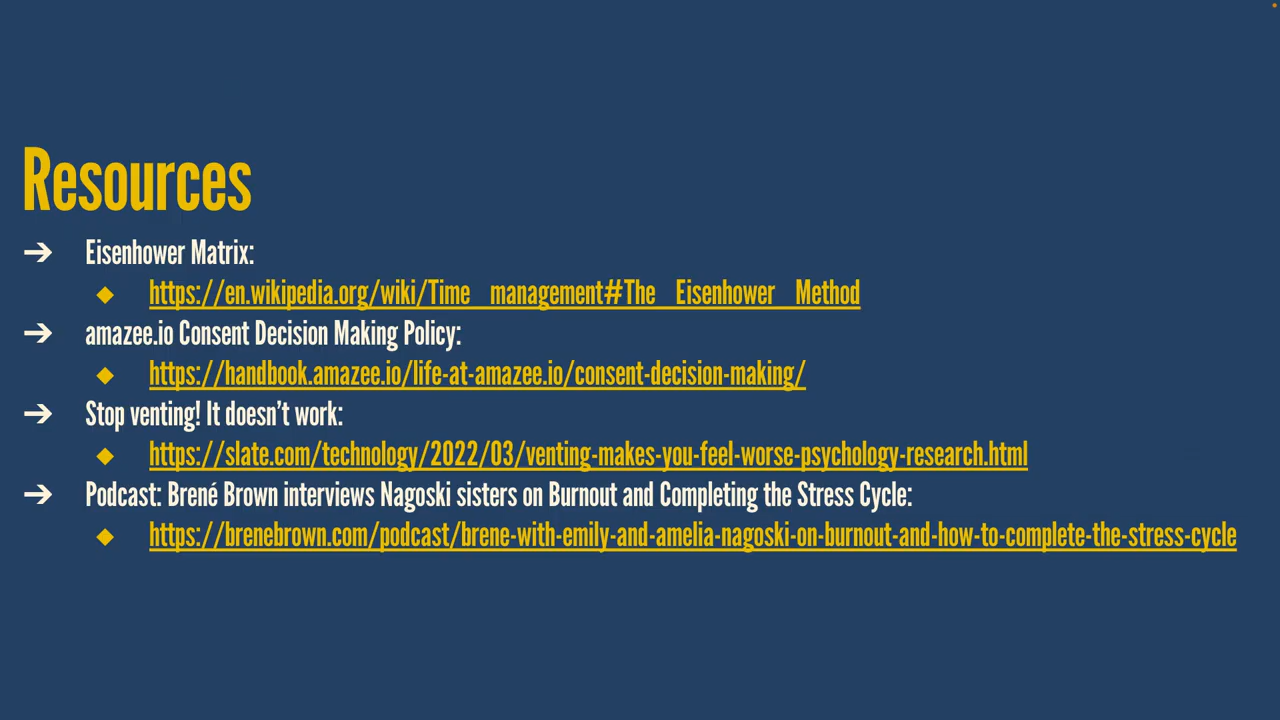 Resources
➔ Eisenhower Matrix:
◆ https://en.wikipedia.org/wiki/Time_management#The_Eisenhower_Method
➔ amazee.io Consent Decision Making Policy:
◆ https://handbook.amazee.io/life-at-amazee.io/consent-decision-making/
➔ Stop venting! It doesn’t work:
◆ https://slate.com/technology/2022/03/venting-makes-you-feel-worse-psychology-research.html
➔ Podcast: Brené Brown interviews Nagoski sisters on Burnout and Completing the Stress Cycle:
◆ https://brenebrown.com/podcast/brene-with-emily-and-amelia-nagoski-on-burnout-and-how-to-complete-the-stress-cycle